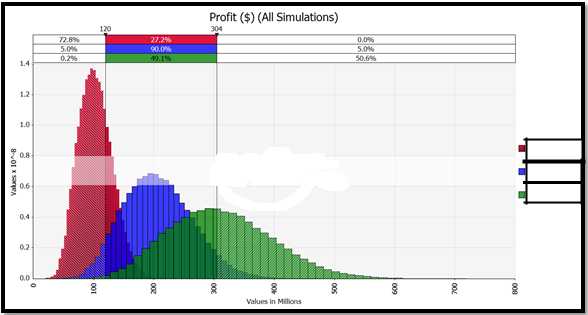 Profit ($) (All Simulations)
120 304
72.8% 27.2% 0.0%
5.0% 90.0% 5.0%
0.2% 49.1% 50.6%
1.4
1.2
1.0
0.8
0.6
0.4
0.2
0.0
Values x 10^-8
0 100 200 300 400 500 600 700 800
Values in Millions